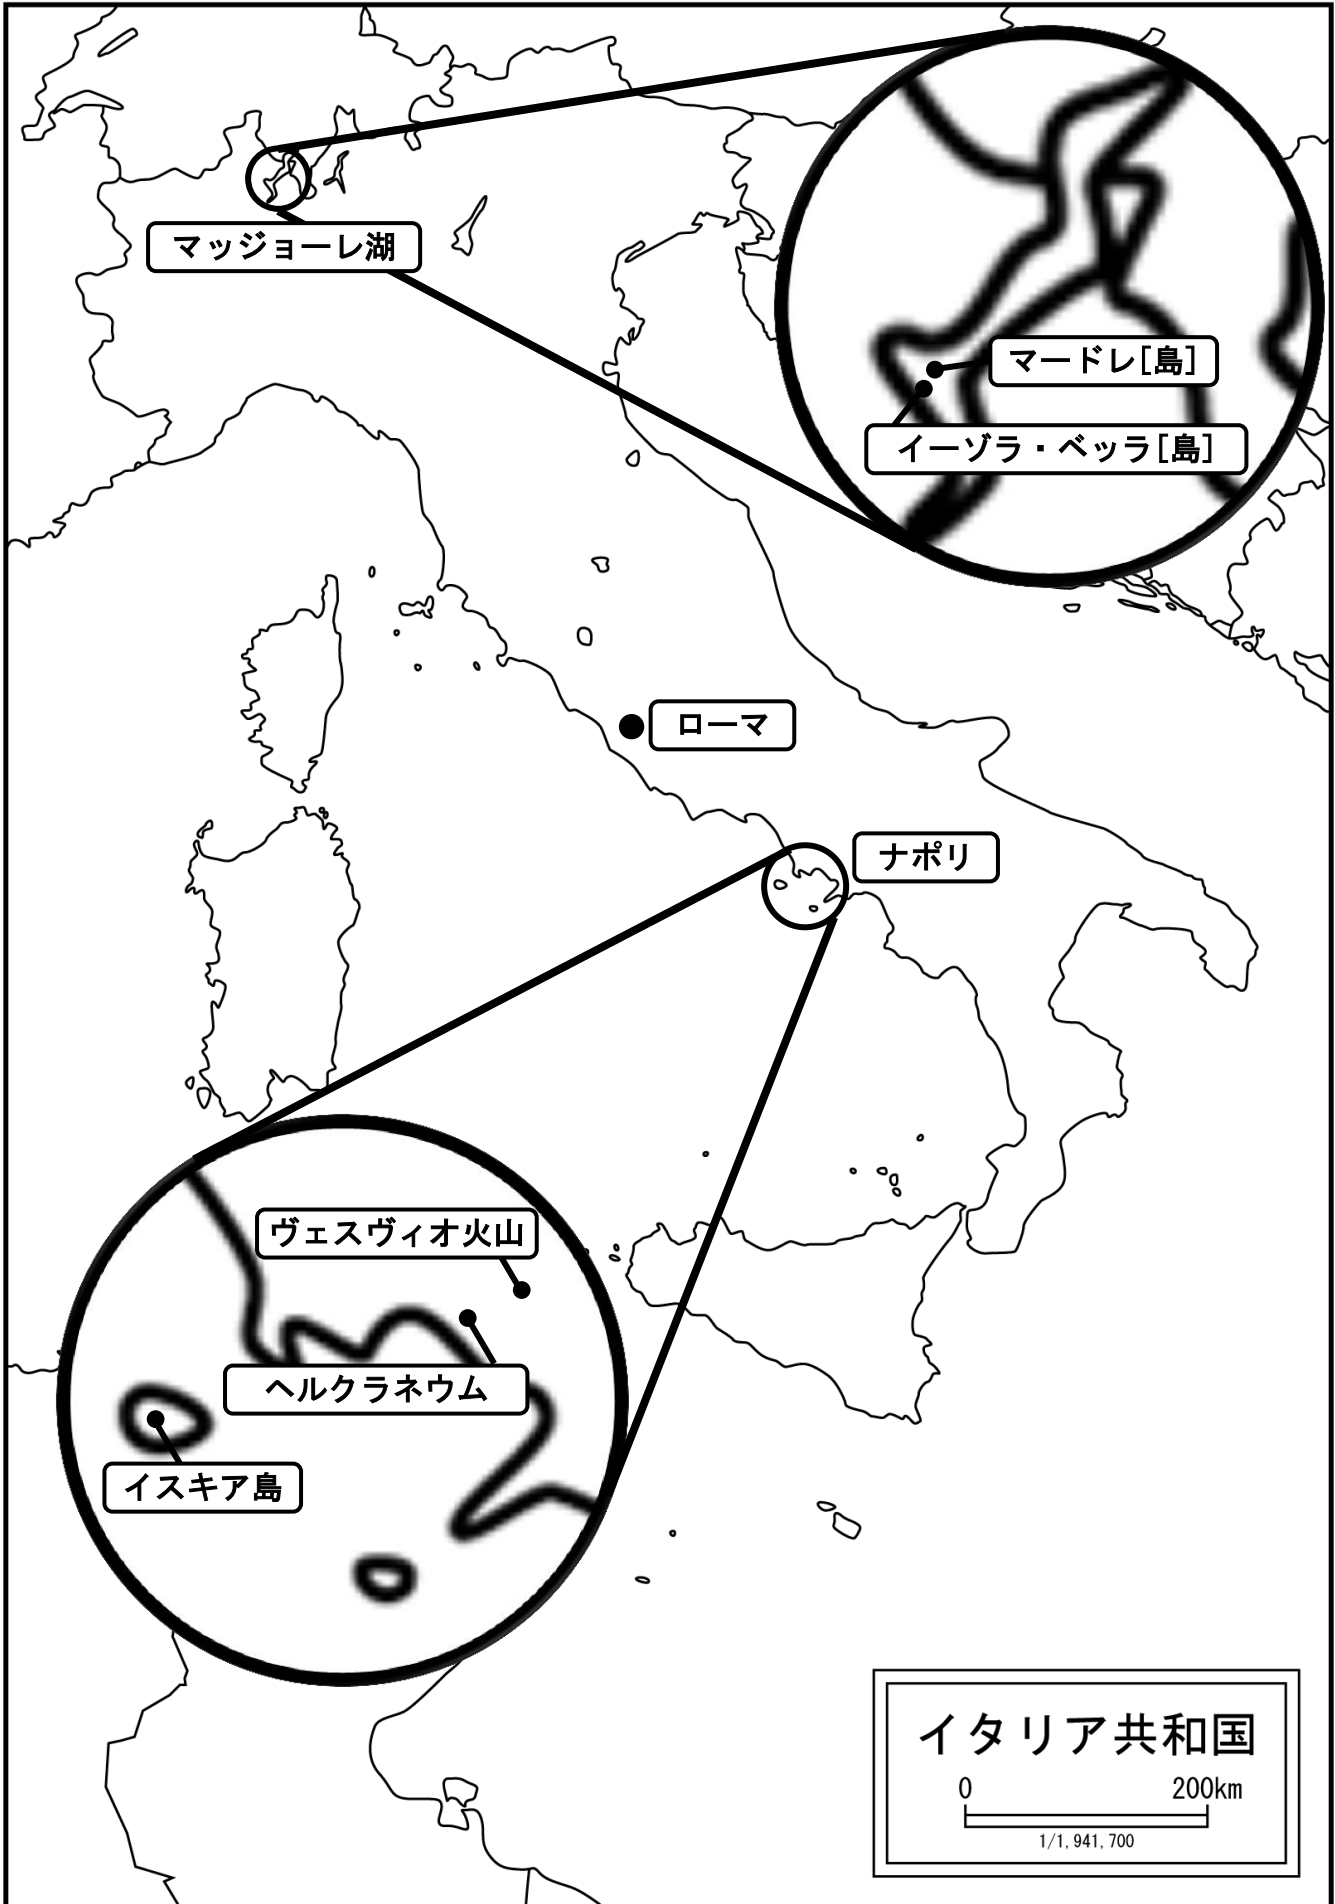 マッジョーレ湖
マードレ[島]
イーゾラ・ベッラ[島]
ローマ
ナポリ
ヴェスヴィオ火山
ヘルクラネウム
イスキア島
イタリア共和国
0 200km
1/1,941,700